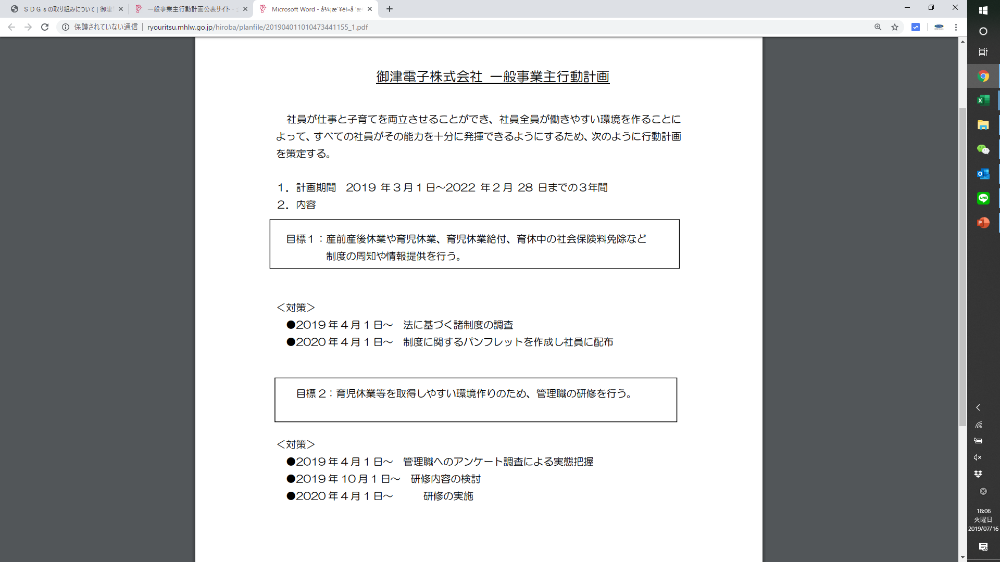 ＳＤＧｓの取り組みについて | 御津
一般事業主行動計画公表サイト -
Microsoft Word - å¾¡æ´¥é›»å
保護されていない通信
ryouritsu.mhlw.go.jp/hiroba/planfile/201904011010473441155_1.pdf
御津電子株式会社 一般事業主行動計画
社員が仕事と子育てを両立させることができ、社員全員が働きやすい環境を作ることに
よって、すべての社員がその能力を十分に発揮できるようにするため、次のように行動計画
を策定する。
１．計画期間　2019 年３月１日～2022 年２月 28 日までの３年間
２．内容
目標１：産前産後休業や育児休業、育児休業給付、育休中の社会保険料免除など
制度の周知や情報提供を行う。
＜対策＞
●2019 年４月１日～　法に基づく諸制度の調査
●2020 年４月１日～　制度に関するパンフレットを作成し社員に配布
目標２：育児休業等を取得しやすい環境作りのため、管理職の研修を行う。
＜対策＞
●2019 年４月１日～　管理職へのアンケート調査による実態把握
●2019 年 10 月１日～　研修内容の検討
●2020 年４月１日～　　　研修の実施
LINE
18:06
火曜日
2019/07/16